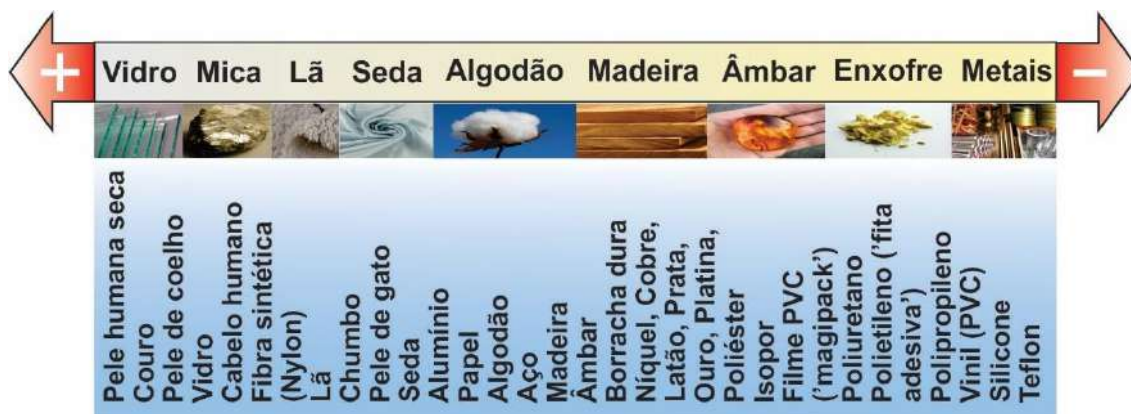 + Vidro Mica Lã Seda Algodão Madeira Âmbar Enxofre Metais −
Pele humana seca
Couro
Pele de coelho
Vidro
Cabelo humano
Fibra sintética
(Nylon)
Lã
Chumbo
Pele de gato
Seda
Alumínio
Papel
Algodão
Aço
Madeira
Âmbar
Borracha dura
Níquel, Cobre,
Latão, Prata,
Ouro, Platina,
Poliéster
Isopor
Filme PVC
('magipack')
Poliuretano
Polietileno ('fita
adesiva')
Polipropileno
Vinil (PVC)
Silicone
Teflon